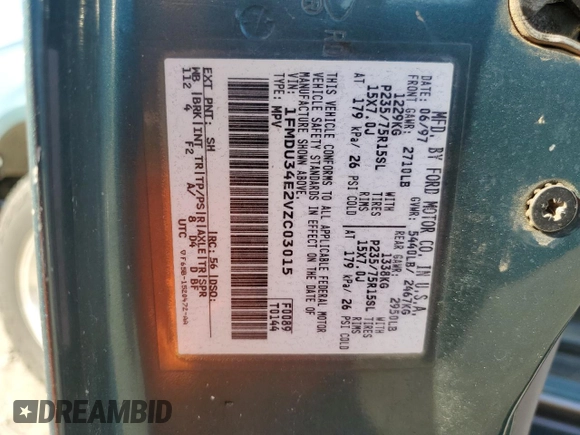 MFD. BY FORD MOTOR CO. IN U.S.A.
DATE: 06/97 GVWR: 5440LB/ 2467KG
FRONT GAWR: 2710LB REAR GAWR: 2950LB
1229KG WITH 1338KG WITH
P235/75R15SL TIRES P235/75R15SL TIRES
15X7.0J RIMS 15X7.0J RIMS
AT 179 kPa/ 26 PSI COLD AT 179 kPa/ 26 PSI COLD
THIS VEHICLE CONFORMS TO ALL APPLICABLE FEDERAL MOTOR
VEHICLE SAFETY STANDARDS IN EFFECT ON THE DATE OF
MANUFACTURE SHOWN ABOVE.
VIN: 1FMDU34E2VZC03015 F0089
TYPE: MPV T0144
EXT PNT: SH RC: 56 DSO:
WB BRK INT TR TP/PS R AXLE TR SPR
112 4 F2 A/ 8 D4 D BF
UTC
DREAMBID